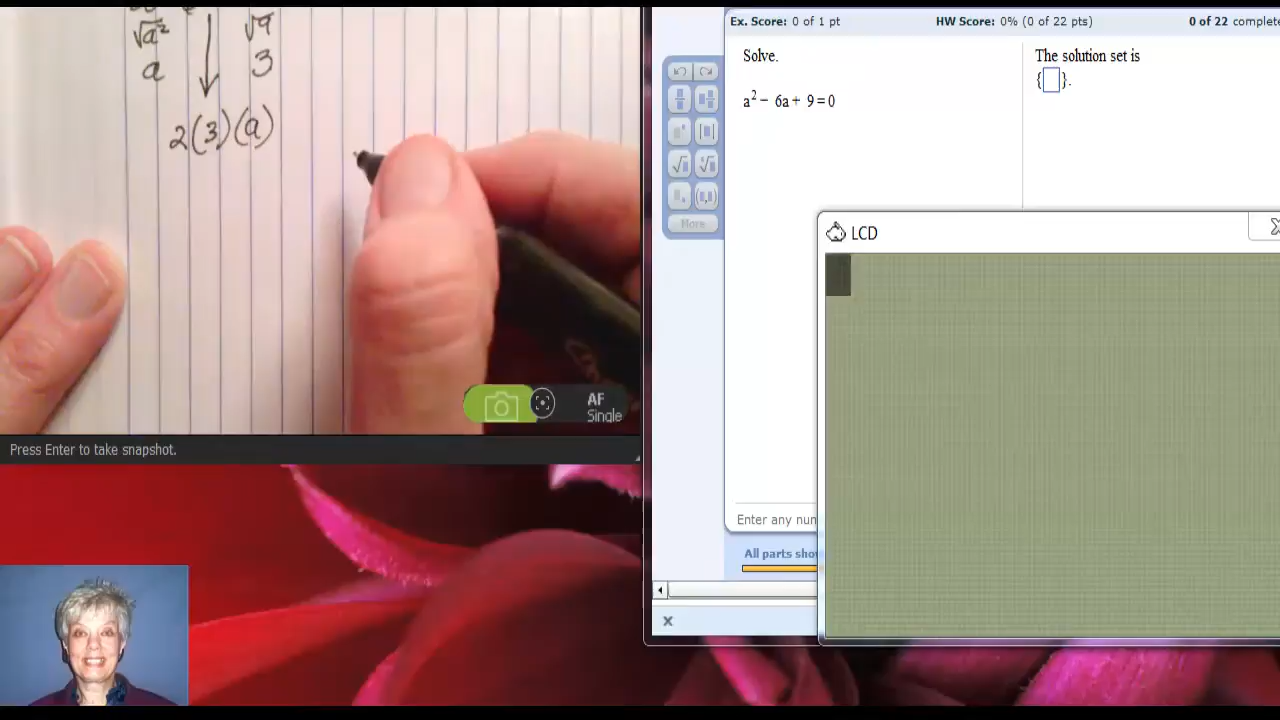 √a² √9
a 3
2(3)(a)
AF
Single
Press Enter to take snapshot.
Ex. Score: 0 of 1 pt HW Score: 0% (0 of 22 pts) 0 of 22 complete
Solve.
a² − 6a + 9 = 0
The solution set is
{ }.
More
LCD
Enter any num
All parts show